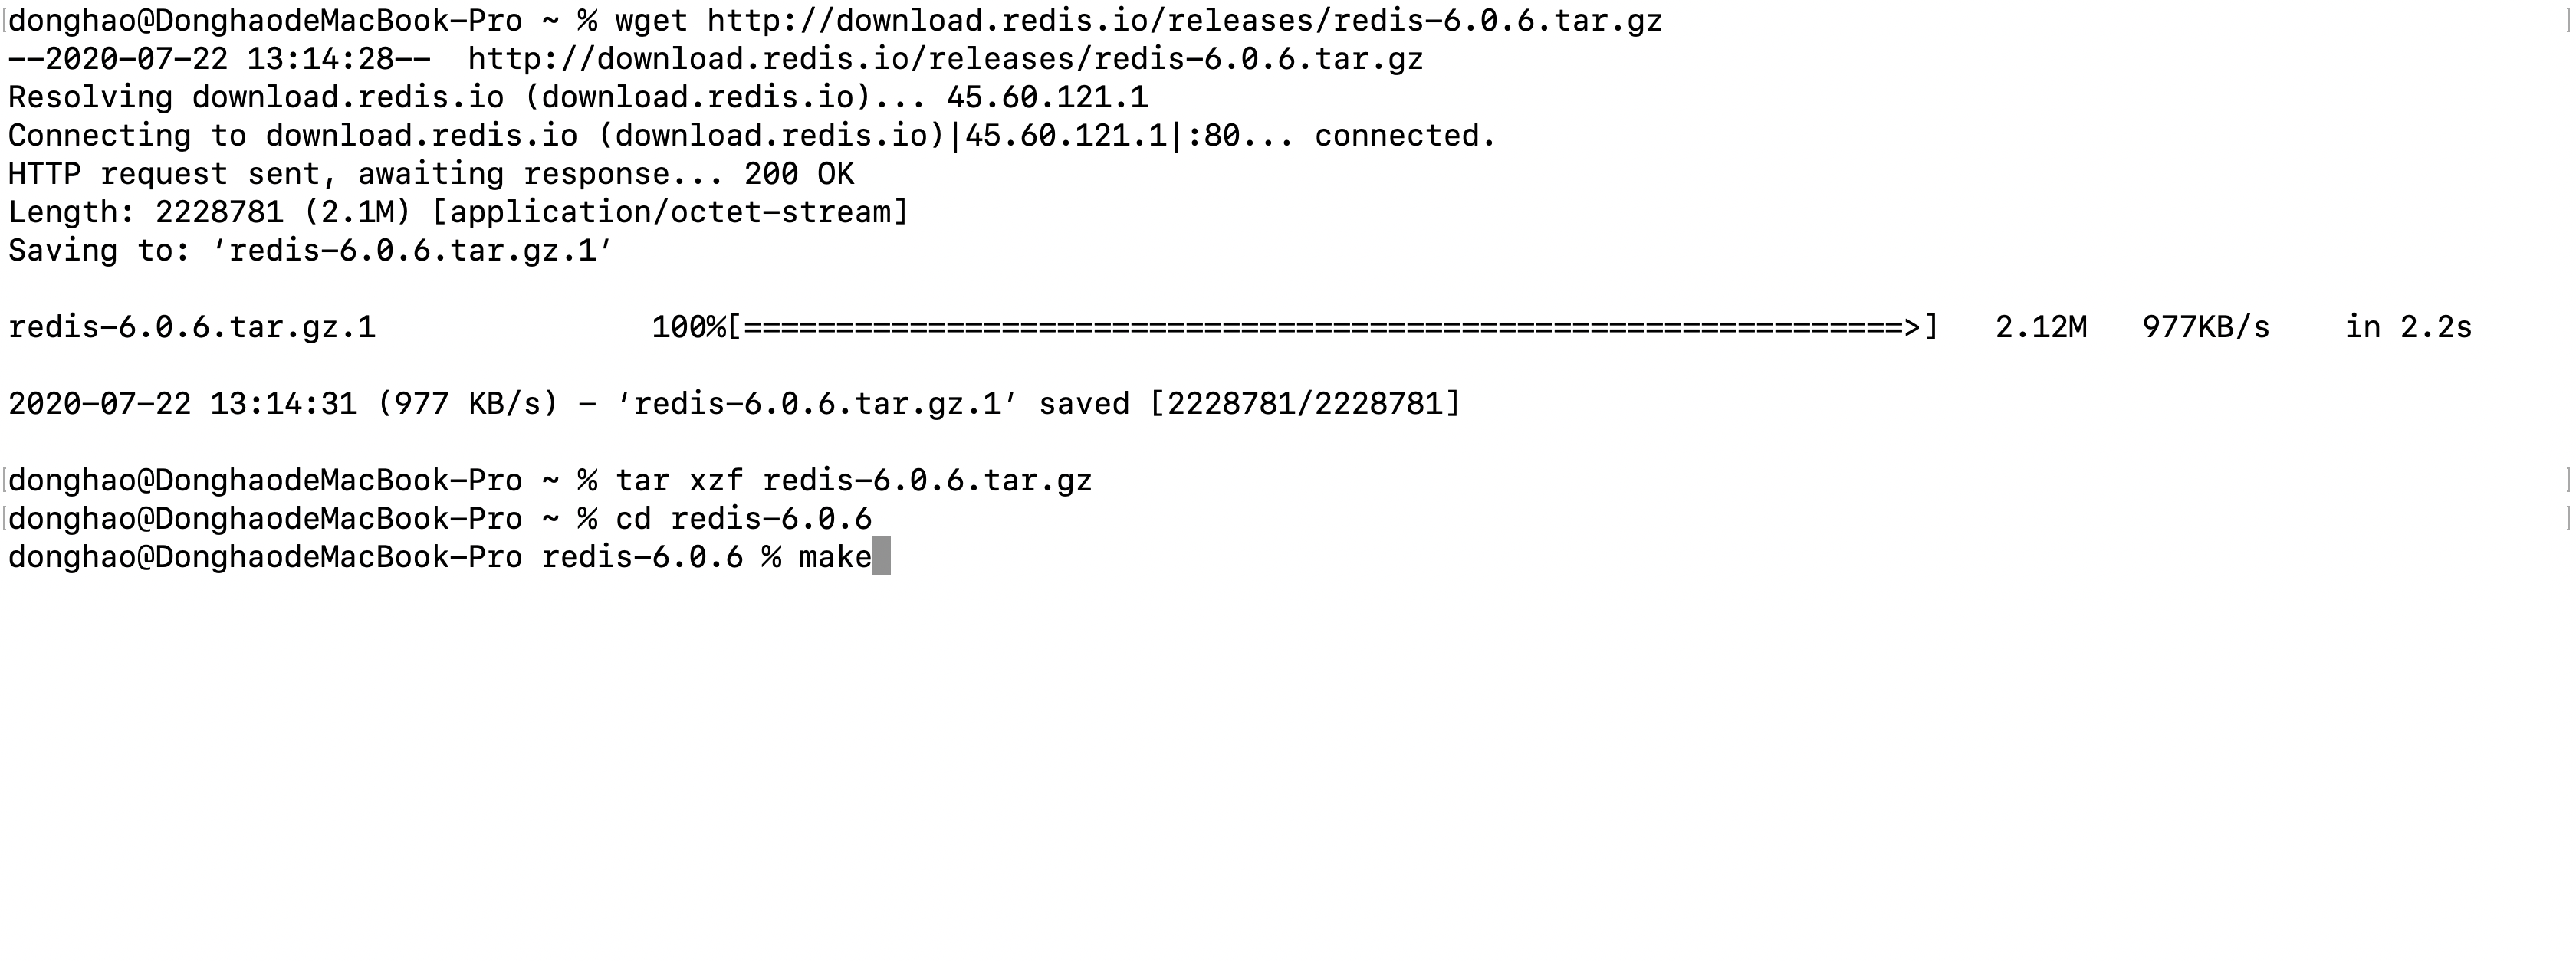 donghao@DonghaodeMacBook-Pro ~ % wget http://download.redis.io/releases/redis-6.0.6.tar.gz
--2020-07-22 13:14:28--  http://download.redis.io/releases/redis-6.0.6.tar.gz
Resolving download.redis.io (download.redis.io)... 45.60.121.1
Connecting to download.redis.io (download.redis.io)|45.60.121.1|:80... connected.
HTTP request sent, awaiting response... 200 OK
Length: 2228781 (2.1M) [application/octet-stream]
Saving to: ‘redis-6.0.6.tar.gz.1’
redis-6.0.6.tar.gz.1               100%[===============================================================>]   2.12M   977KB/s    in 2.2s
2020-07-22 13:14:31 (977 KB/s) - ‘redis-6.0.6.tar.gz.1’ saved [2228781/2228781]
donghao@DonghaodeMacBook-Pro ~ % tar xzf redis-6.0.6.tar.gz
donghao@DonghaodeMacBook-Pro ~ % cd redis-6.0.6
donghao@DonghaodeMacBook-Pro redis-6.0.6 % make